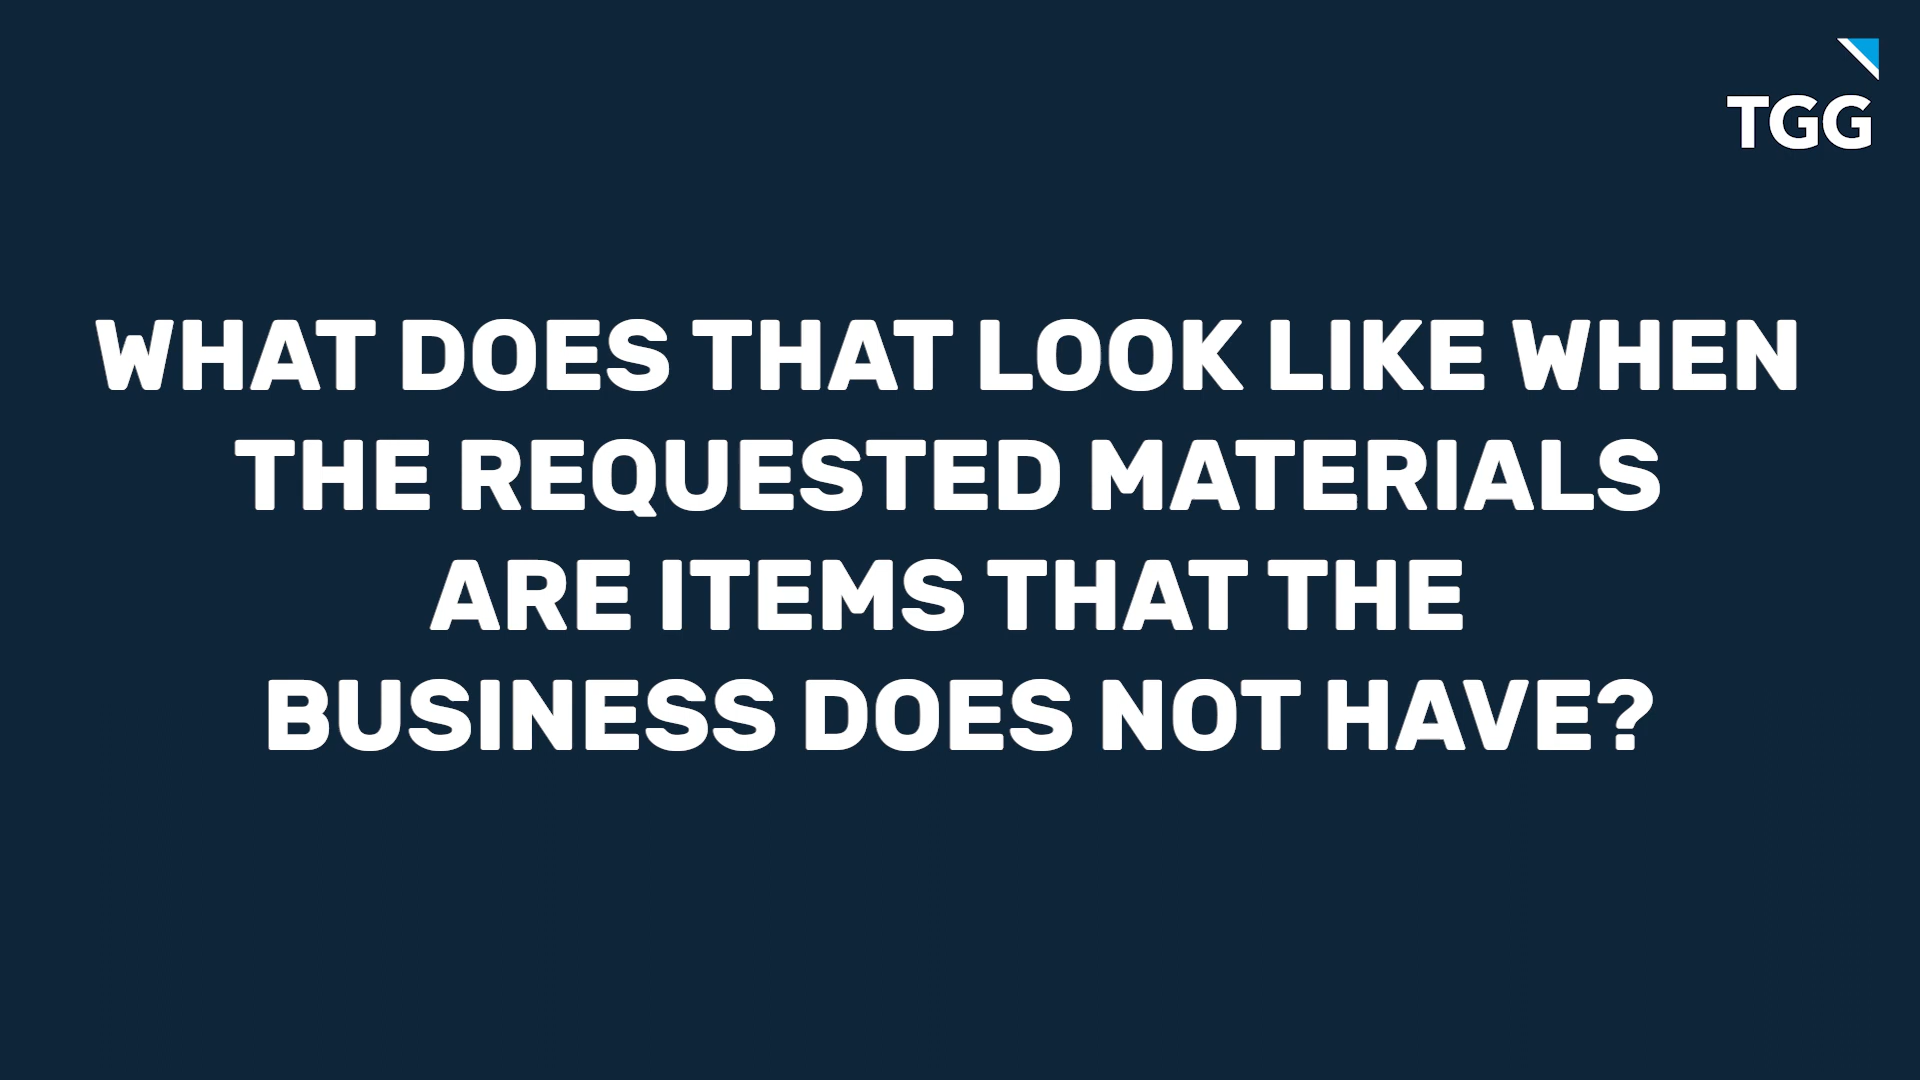 TGG
WHAT DOES THAT LOOK LIKE WHEN
THE REQUESTED MATERIALS
ARE ITEMS THAT THE
BUSINESS DOES NOT HAVE?